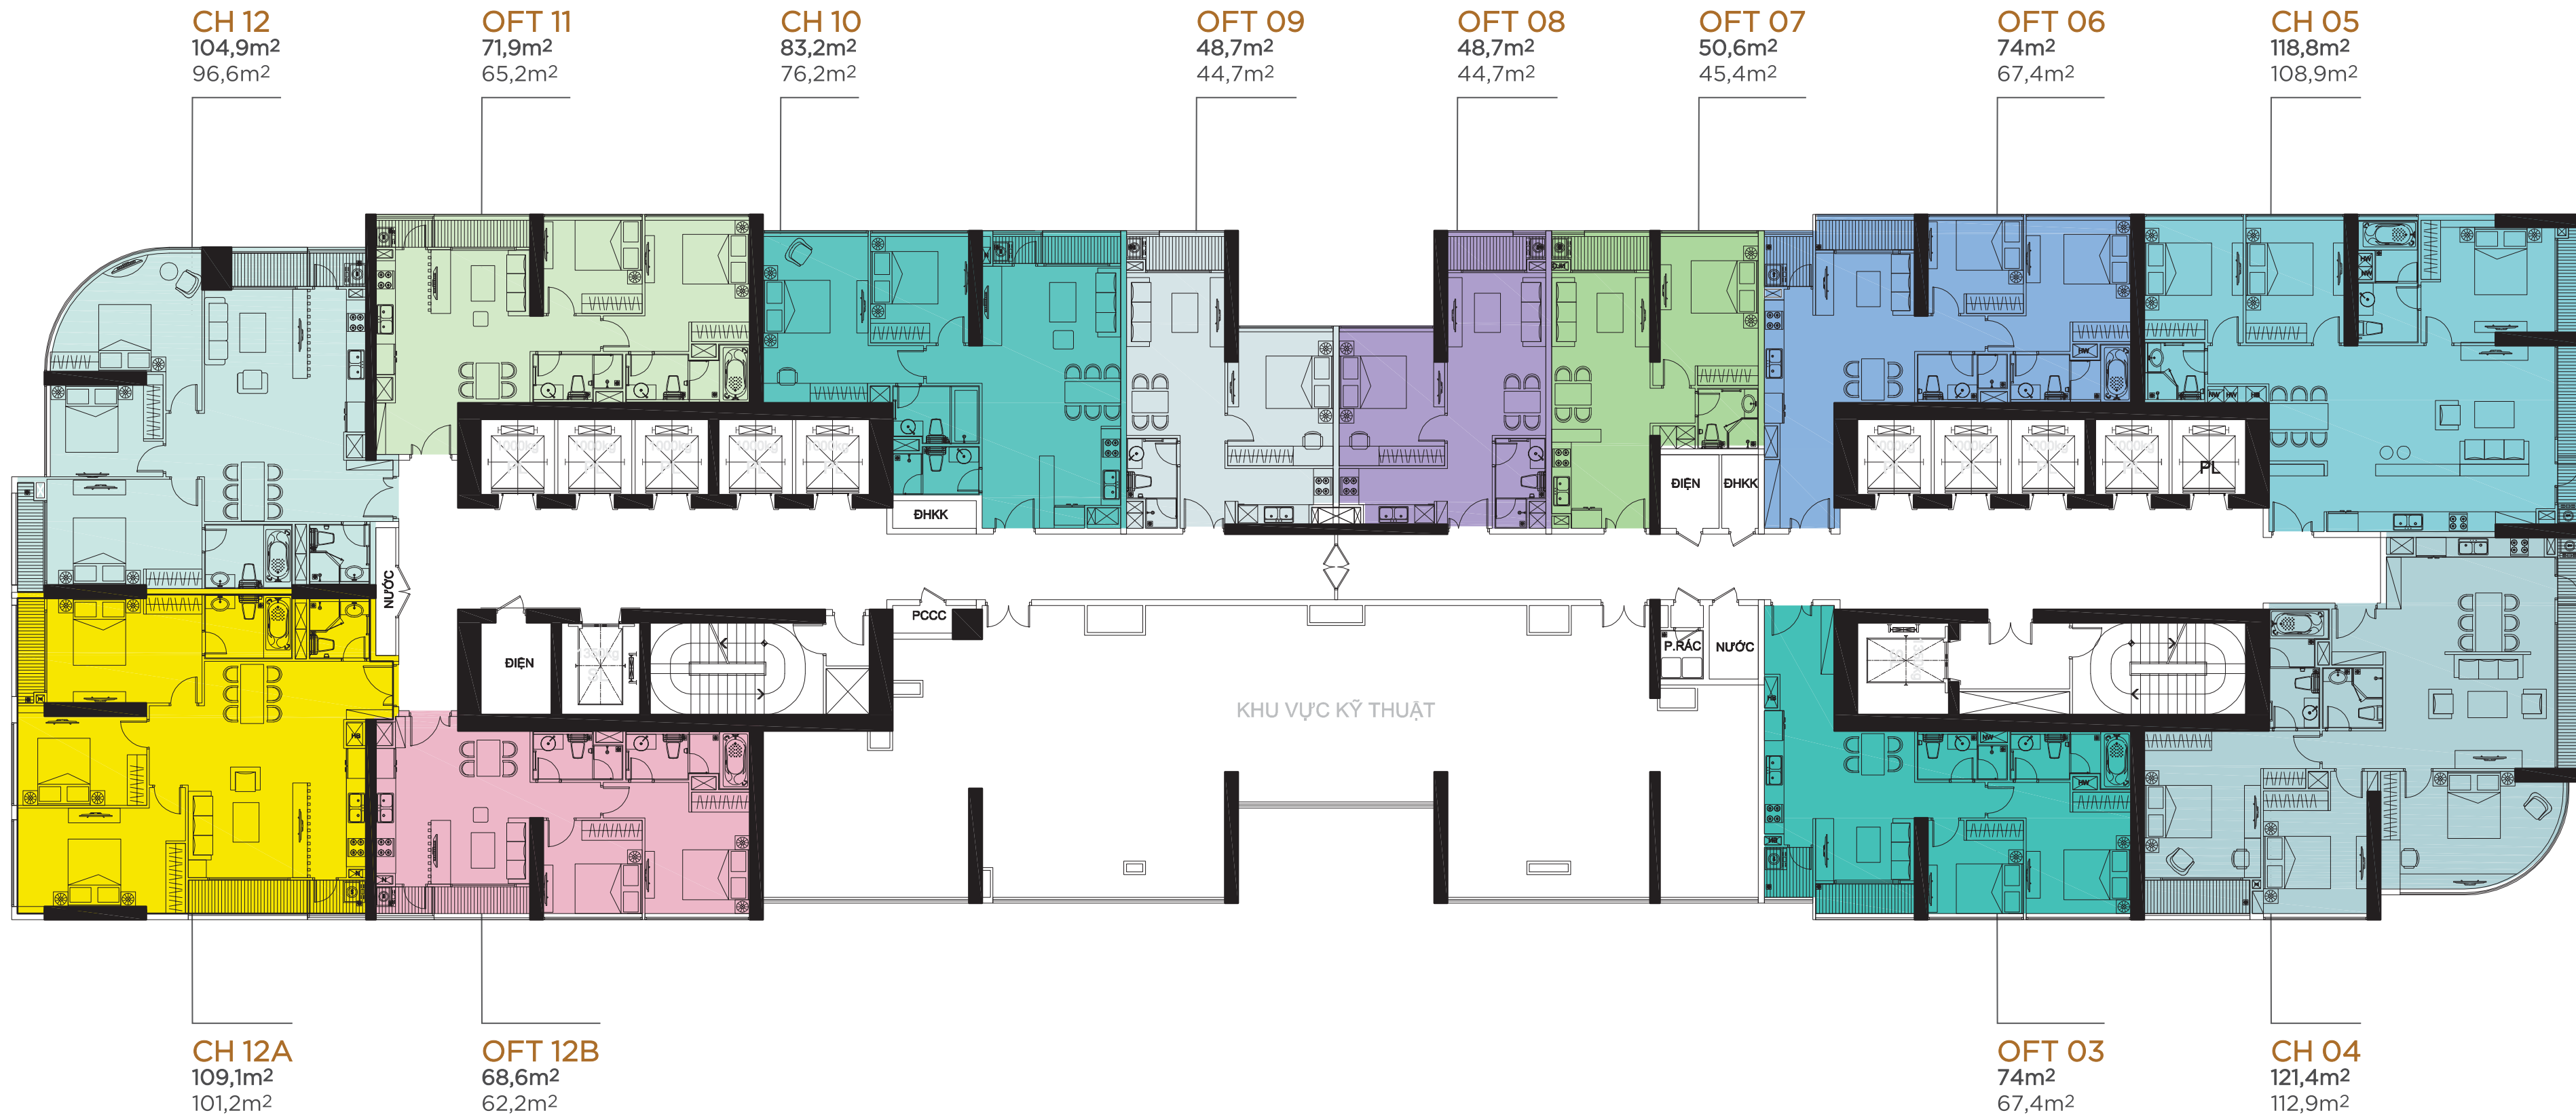 CH 12
104,9m²
96,6m²
OFT 11
71,9m²
65,2m²
CH 10
83,2m²
76,2m²
OFT 09
48,7m²
44,7m²
OFT 08
48,7m²
44,7m²
OFT 07
50,6m²
45,4m²
OFT 06
74m²
67,4m²
CH 05
118,8m²
108,9m²
PL
ĐIỆN
ĐHKK
ĐHKK
NƯỚC
PCCC
ĐIỆN
P.RÁC
NƯỚC
KHU VỰC KỸ THUẬT
CH 12A
109,1m²
101,2m²
OFT 12B
68,6m²
62,2m²
OFT 03
74m²
67,4m²
CH 04
121,4m²
112,9m²